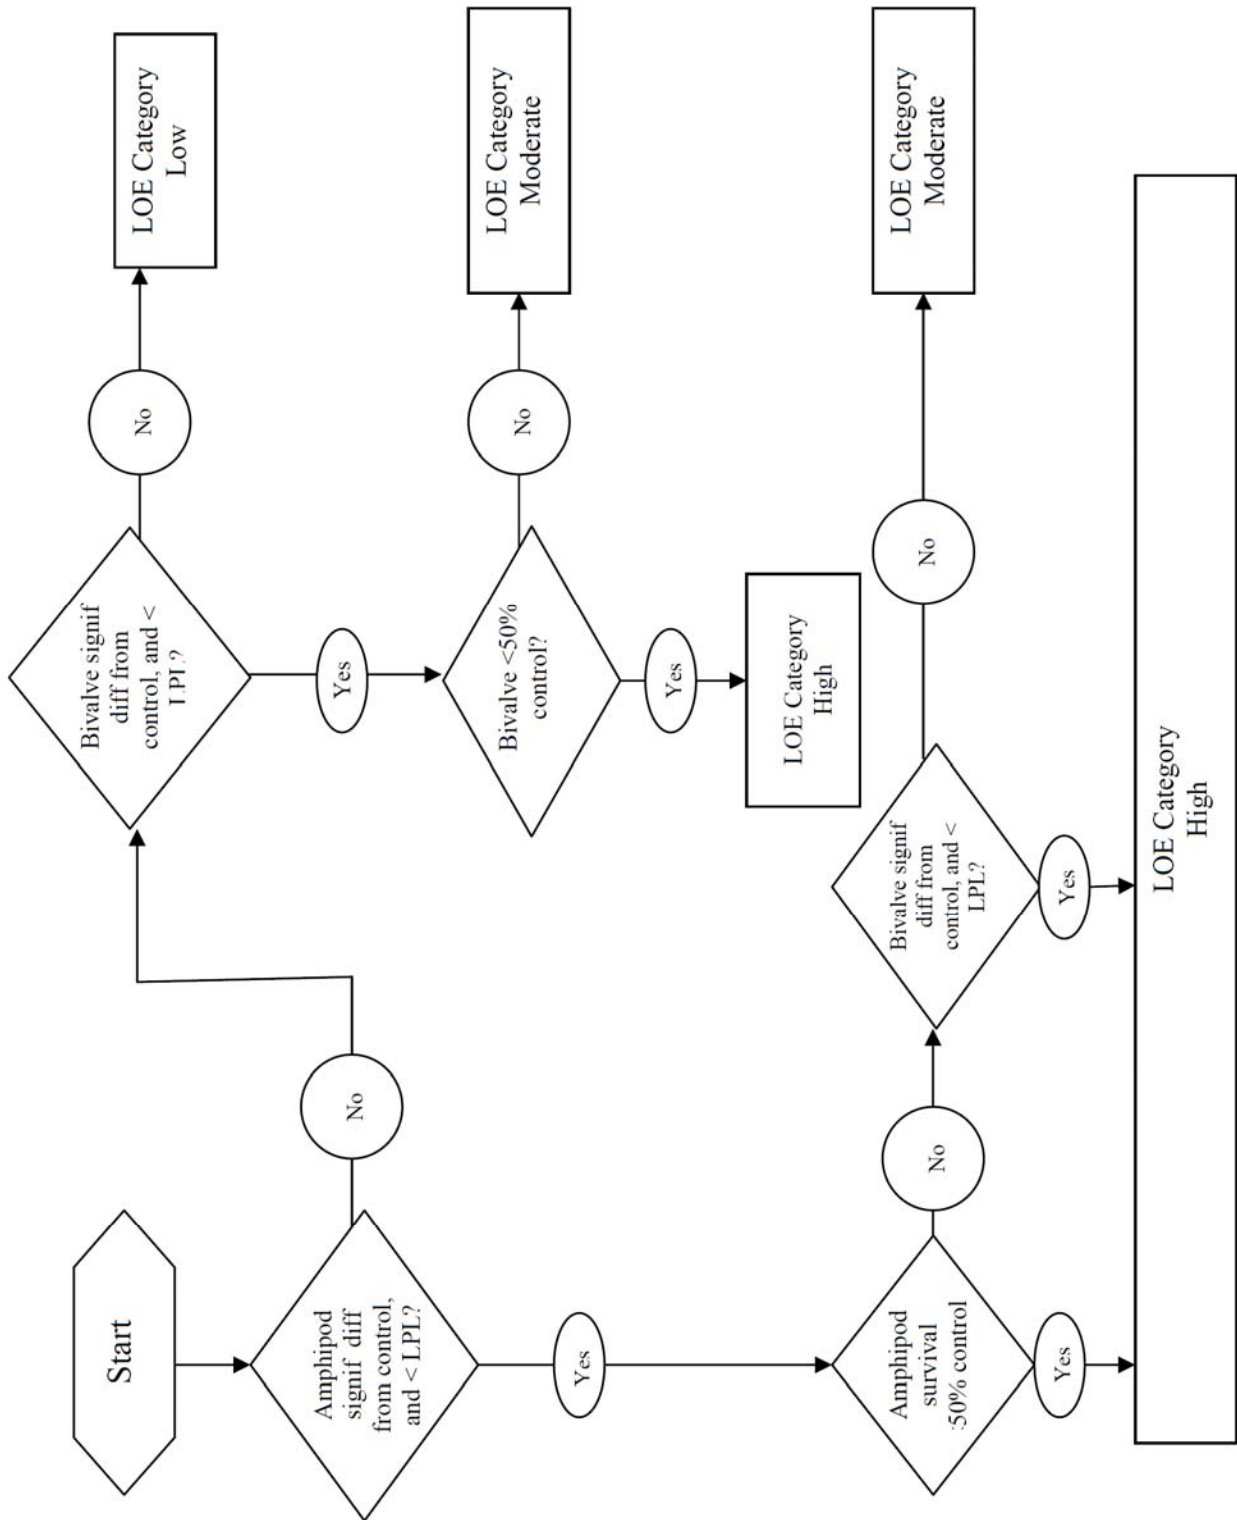 Start
Amphipod
signif diff
from control,
and < LPL?
No
Bivalve signif
diff from
control, and <
LPL?
No
LOE Category
Low
Yes
Bivalve <50%
control?
No
LOE Category
Moderate
Yes
LOE Category
High
Yes
Amphipod
survival
:50% control
No
Bivalve signif
diff from
control, and <
LPL?
No
LOE Category
Moderate
Yes
Yes
LOE Category
High